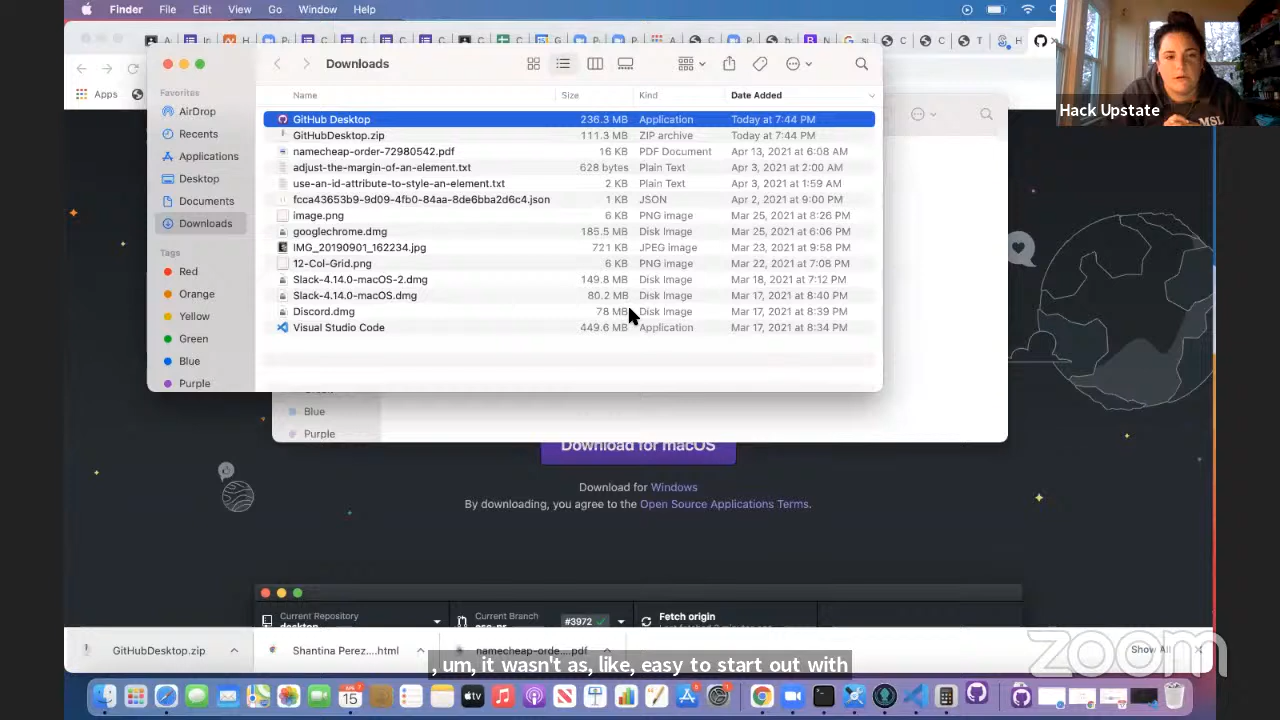 Finder File Edit View Go Window Help
Apps
Downloads
Favorites
AirDrop
Recents
Applications
Desktop
Documents
Downloads
Tags
Red
Orange
Yellow
Green
Blue
Purple
Name Size Kind Date Added
GitHub Desktop 236.3 MB Application Today at 7:44 PM
GitHubDesktop.zip 111.3 MB ZIP archive Today at 7:44 PM
namecheap-order-72980542.pdf 16 KB PDF Document Apr 13, 2021 at 6:08 AM
adjust-the-margin-of-an-element.txt 628 bytes Plain Text Apr 3, 2021 at 2:00 AM
use-an-id-attribute-to-style-an-element.txt 2 KB Plain Text Apr 3, 2021 at 1:59 AM
fcca43653b9-9d09-4fb0-84aa-8de6bba2d6c4.json 1 KB JSON Apr 2, 2021 at 9:00 PM
image.png 6 KB PNG image Mar 25, 2021 at 8:26 PM
googlechrome.dmg 185.5 MB Disk Image Mar 25, 2021 at 6:06 PM
IMG_20190901_162234.jpg 721 KB JPEG image Mar 23, 2021 at 9:58 PM
12-Col-Grid.png 6 KB PNG image Mar 22, 2021 at 7:08 PM
Slack-4.14.0-macOS-2.dmg 149.8 MB Disk Image Mar 18, 2021 at 7:12 PM
Slack-4.14.0-macOS.dmg 80.2 MB Disk Image Mar 17, 2021 at 8:40 PM
Discord.dmg 78 MB Disk Image Mar 17, 2021 at 8:39 PM
Visual Studio Code 449.6 MB Application Mar 17, 2021 at 8:34 PM
Hack Upstate
MSL
Blue
Purple
Download for macOS
Download for Windows
By downloading, you agree to the Open Source Applications Terms.
Current Repository
desktop
Current Branch
#3972
Fetch origin
GitHubDesktop.zip
Shantina Perez....html
namecheap-orde....pdf
Show All
zoom
, um, it wasn't as, like, easy to start out with
APR
15
tv